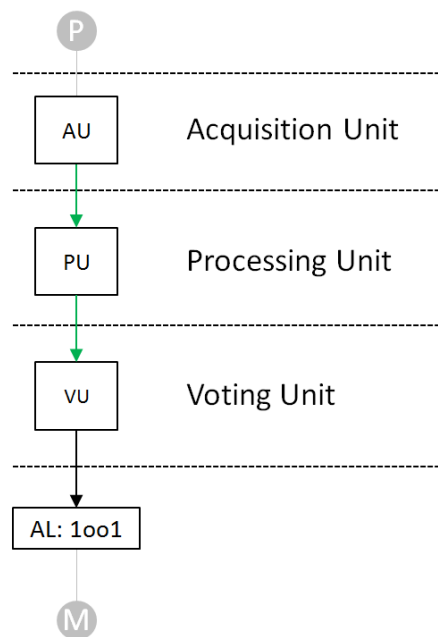 P
AU Acquisition Unit
PU Processing Unit
VU Voting Unit
AL: 1oo1
M